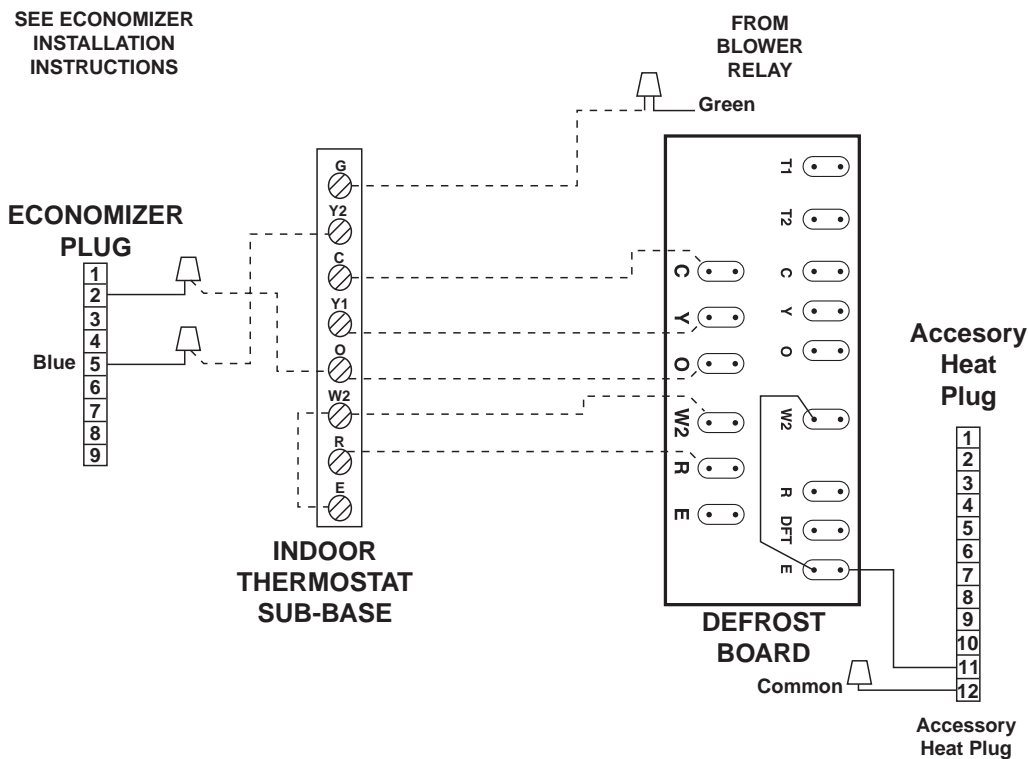 SEE ECONOMIZER
INSTALLATION
INSTRUCTIONS
FROM
BLOWER
RELAY
Green
ECONOMIZER
PLUG
1
2
3
4
Blue 5
6
7
8
9
G
Y2
C
Y1
O
W2
R
E
INDOOR
THERMOSTAT
SUB-BASE
C
Y
O
W2
R
E
T1
T2
C
Y
O
W2
R
DFT
E
DEFROST
BOARD
Common
Accesory
Heat
Plug
1
2
3
4
5
6
7
8
9
10
11
12
Accessory
Heat Plug